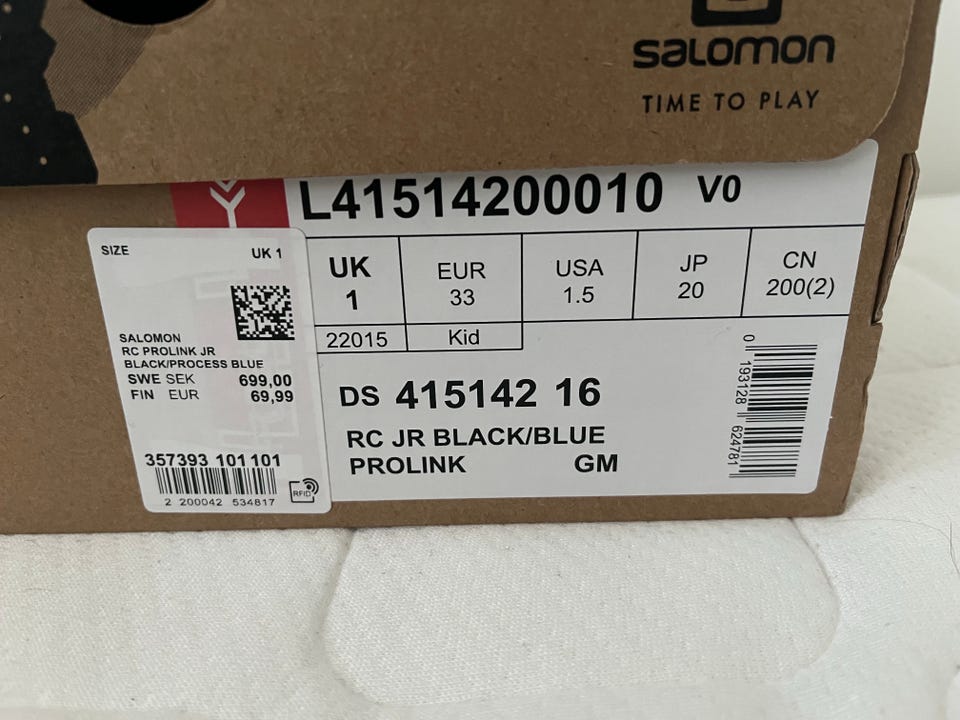 SALOMON
TIME TO PLAY
L41514200010 V0
UK 1
EUR 33
USA 1.5
JP 20
CN 200(2)
22015 Kid
DS 415142 16
RC JR BLACK/BLUE
PROLINK GM
0 193128 624781
SIZE UK 1
SALOMON
RC PROLINK JR
BLACK/PROCESS BLUE
SWE SEK 699,00
FIN EUR 69,99
357393 101 101
2 200042 534817
RFID